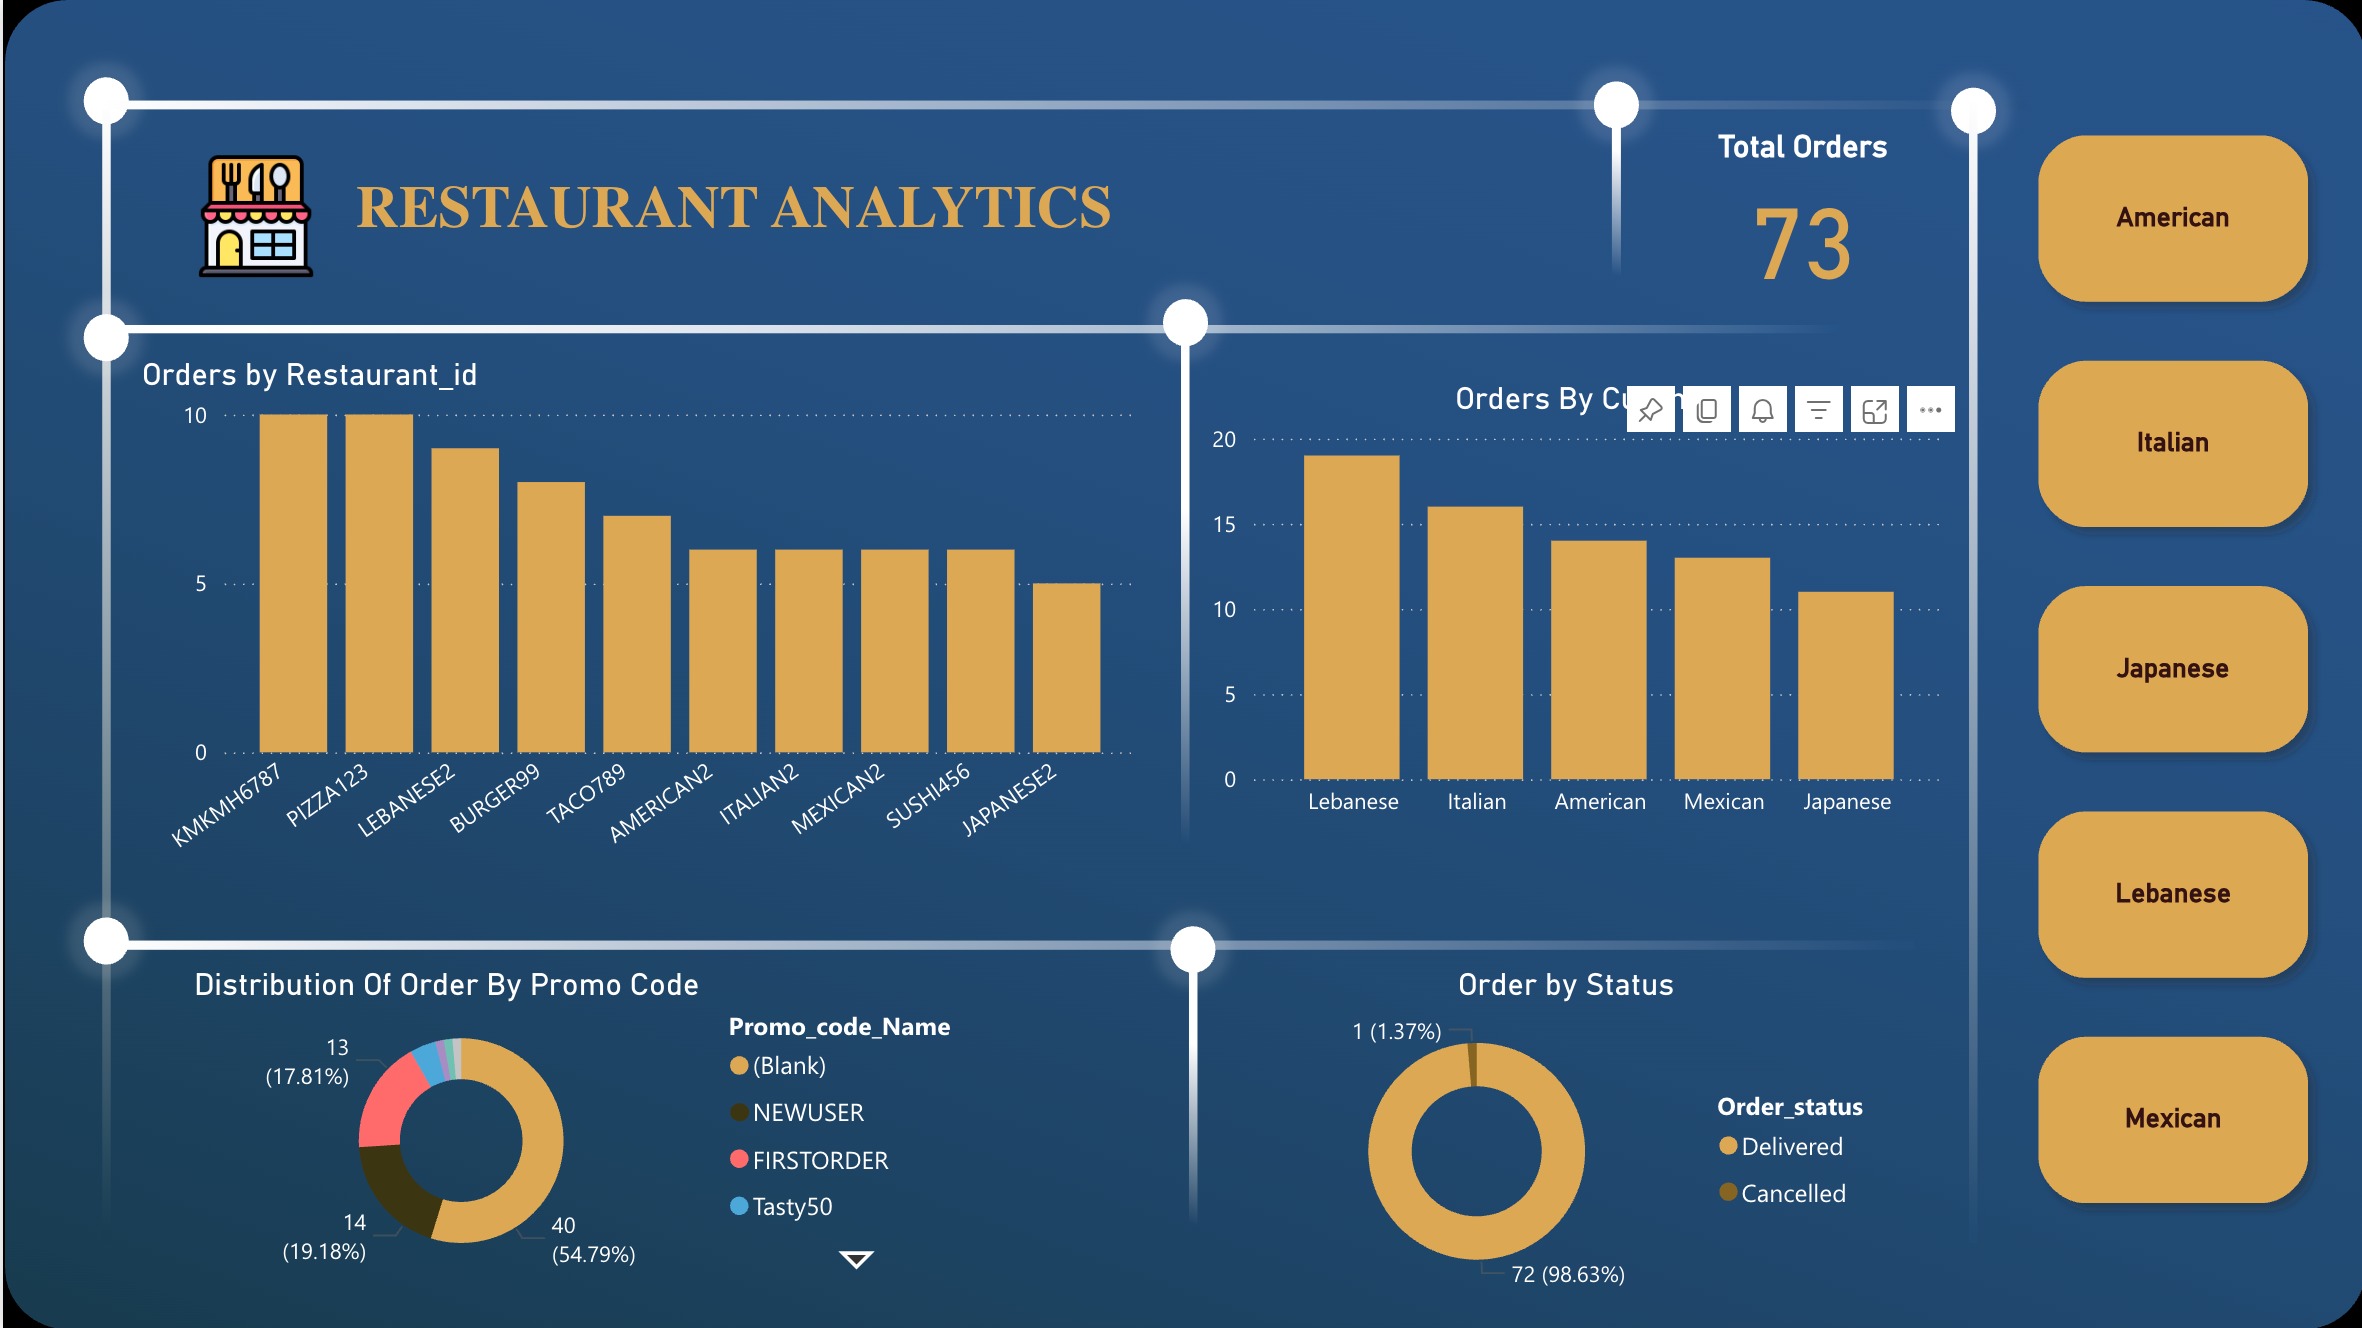 RESTAURANT ANALYTICS
Total Orders
73
Orders by Restaurant_id
10
5
0
KMKMH6787
PIZZA123
LEBANESE2
BURGER99
TACO789
AMERICAN2
ITALIAN2
MEXICAN2
SUSHI456
JAPANESE2
Orders By
20
15
10
5
0
Lebanese
Italian
American
Mexican
Japanese
Distribution Of Order By Promo Code
13
(17.81%)
14
(19.18%)
40
(54.79%)
Promo_code_Name
(Blank)
NEWUSER
FIRSTORDER
Tasty50
Order by Status
1 (1.37%)
72 (98.63%)
Order_status
Delivered
Cancelled
American
Italian
Japanese
Lebanese
Mexican